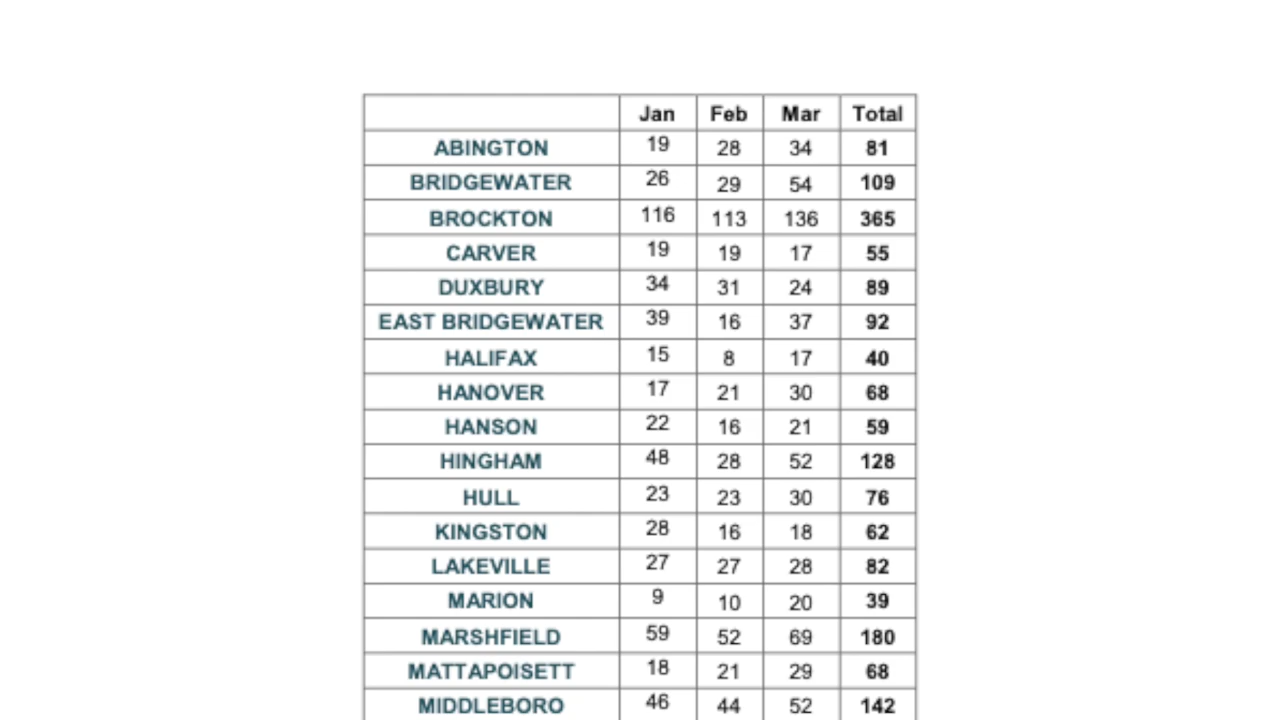 Jan Feb Mar Total
ABINGTON 19 28 34 81
BRIDGEWATER 26 29 54 109
BROCKTON 116 113 136 365
CARVER 19 19 17 55
DUXBURY 34 31 24 89
EAST BRIDGEWATER 39 16 37 92
HALIFAX 15 8 17 40
HANOVER 17 21 30 68
HANSON 22 16 21 59
HINGHAM 48 28 52 128
HULL 23 23 30 76
KINGSTON 28 16 18 62
LAKEVILLE 27 27 28 82
MARION 9 10 20 39
MARSHFIELD 59 52 69 180
MATTAPOISETT 18 21 29 68
MIDDLEBORO 46 44 52 142